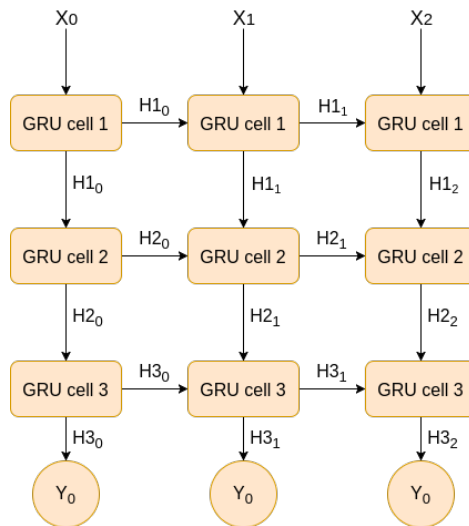 X₀ X₁ X₂
GRU cell 1 H1₀ GRU cell 1 H1₁ GRU cell 1
H1₀ H1₁ H1₂
GRU cell 2 H2₀ GRU cell 2 H2₁ GRU cell 2
H2₀ H2₁ H2₂
GRU cell 3 H3₀ GRU cell 3 H3₁ GRU cell 3
H3₀ H3₁ H3₂
Y₀ Y₀ Y₀